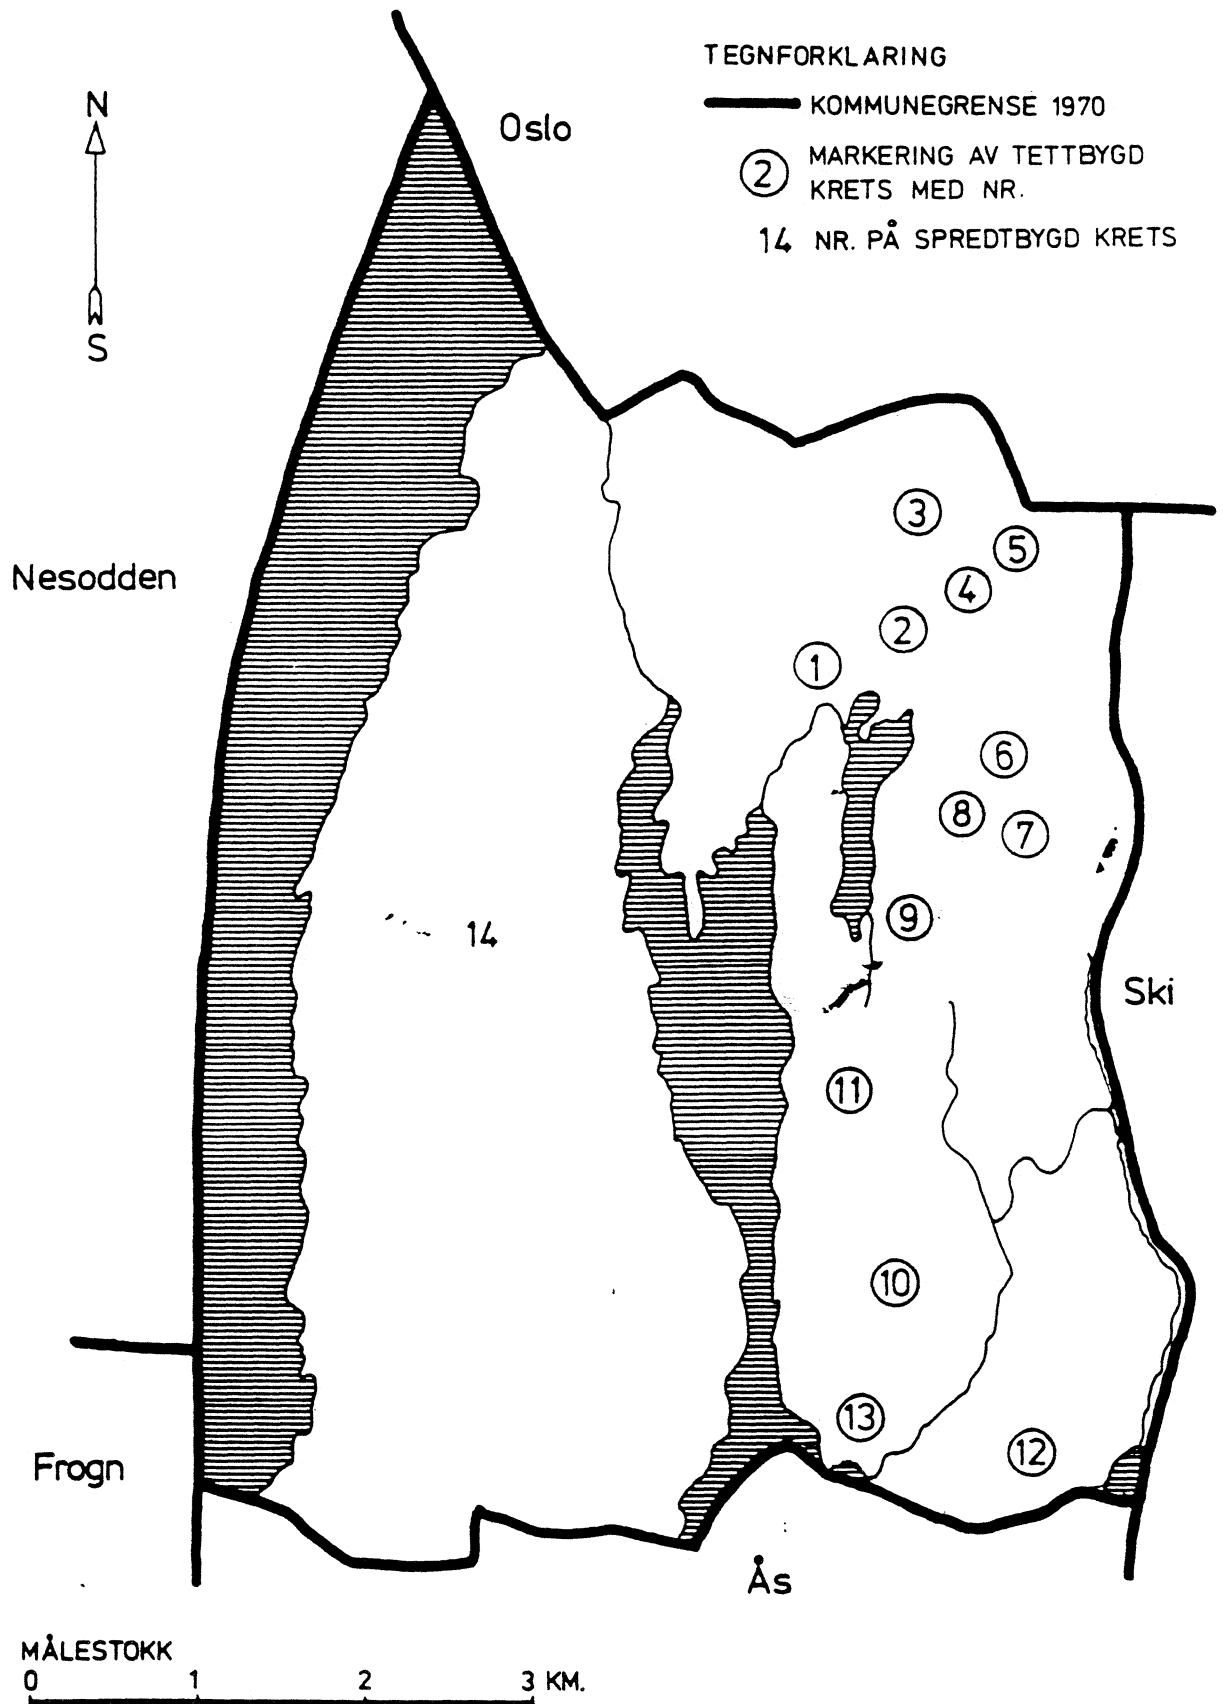 TEGNFORKLARING
KOMMUNEGRENSE 1970
2 MARKERING AV TETTBYGD
KRETS MED NR.
14 NR. PÅ SPREDTBYGD KRETS
N
S
Oslo
Nesodden
3
5
4
2
1
6
8
7
9
14
Ski
11
10
13
12
Frogn
Ås
MÅLESTOKK
0 1 2 3 KM.